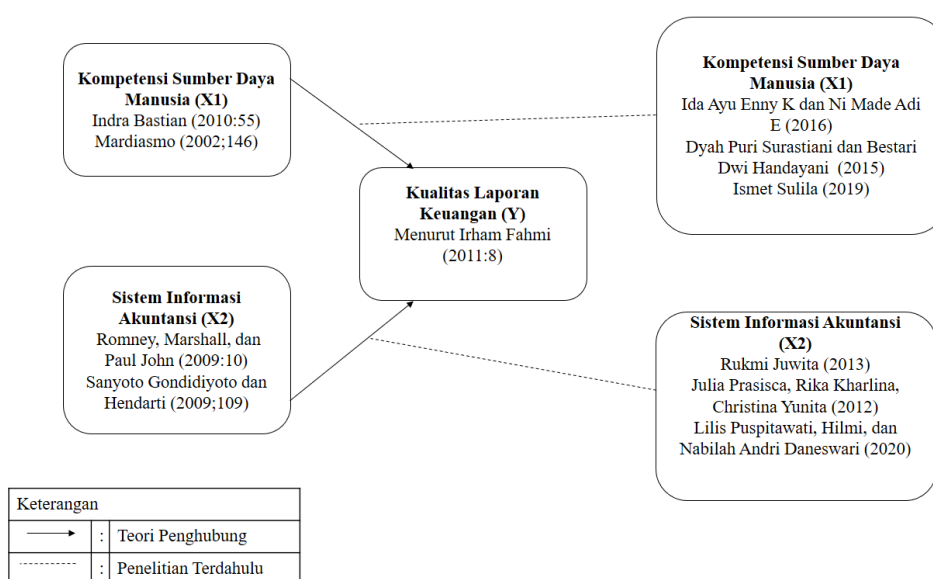 Kompetensi Sumber Daya
Manusia (X1)
Indra Bastian (2010:55)
Mardiasmo (2002;146)
Kompetensi Sumber Daya
Manusia (X1)
Ida Ayu Enny K dan Ni Made Adi
E (2016)
Dyah Puri Surastiani dan Bestari
Dwi Handayani (2015)
Ismet Sulila (2019)
Kualitas Laporan
Keuangan (Y)
Menurut Irham Fahmi
(2011:8)
Sistem Informasi
Akuntansi (X2)
Romney, Marshall, dan
Paul John (2009:10)
Sanyoto Gondidiyoto dan
Hendarti (2009;109)
Sistem Informasi Akuntansi
(X2)
Rukmi Juwita (2013)
Julia Prasisca, Rika Kharlina,
Christina Yunita (2012)
Lilis Puspitawati, Hilmi, dan
Nabilah Andri Daneswari (2020)
Keterangan
: Teori Penghubung
: Penelitian Terdahulu